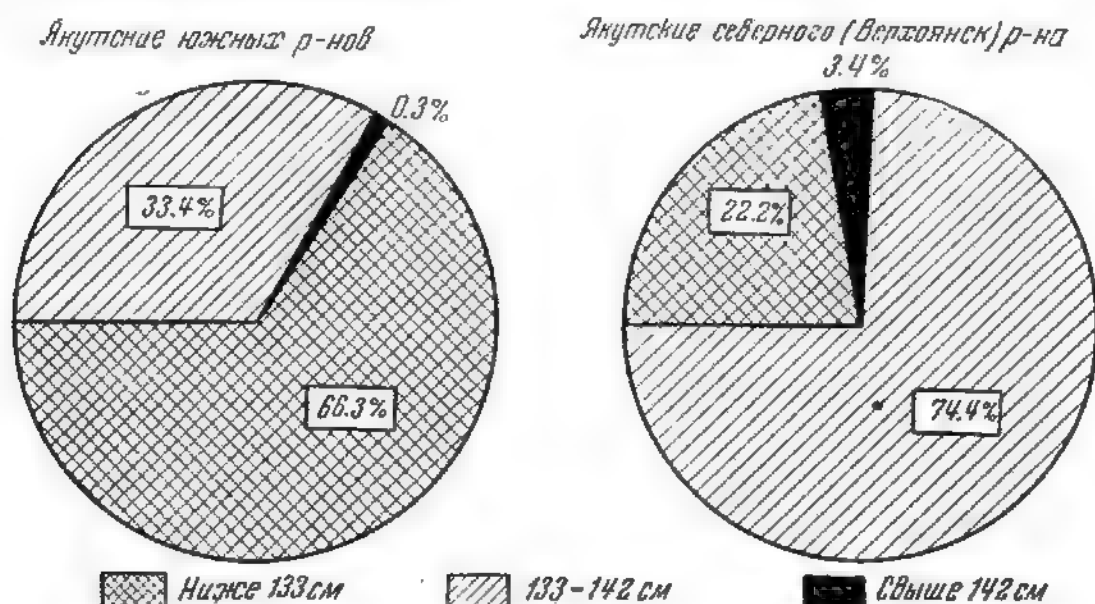 Якутские южных р-нов
0.3%
33.4%
66.3%
Якутские северного (Верхоянск) р-на
3.4%
22.2%
74.4%
Ниже 133 см
133-142 см
Свыше 142 см